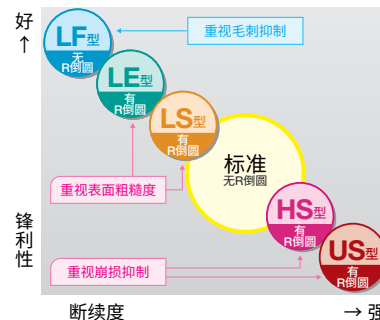 好
↑
LF型
无
R倒圆
重视毛刺抑制
LE型
有
R倒圆
LS型
有
R倒圆
标准
无R倒圆
重视表面粗糙度
HS型
有
R倒圆
锋利性
US型
有
R倒圆
重视崩损抑制
断续度
→ 强